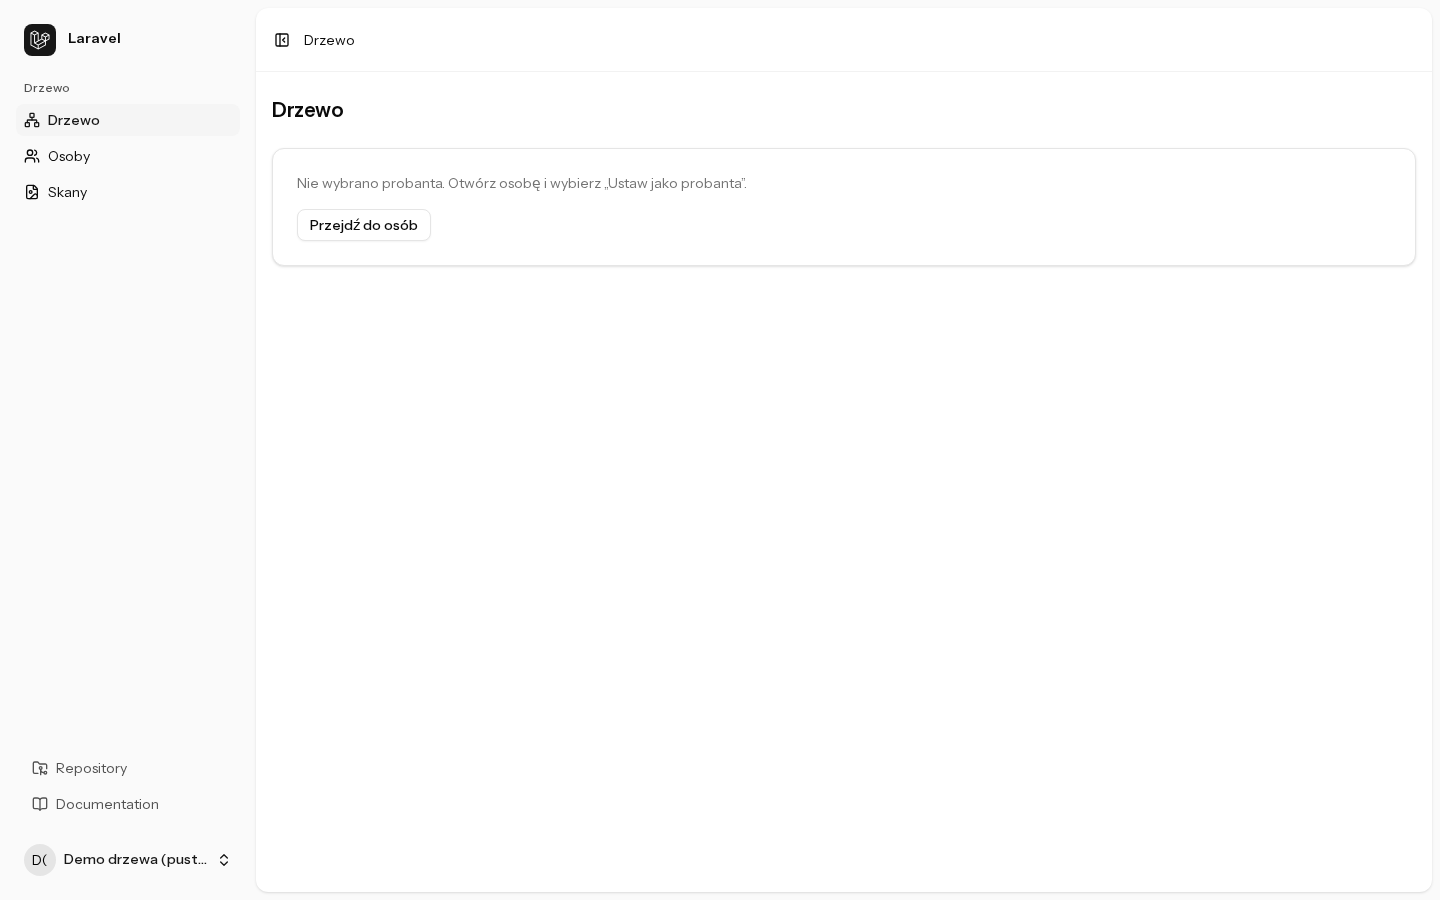 Laravel
Drzewo
Drzewo
Osoby
Skany
Repository
Documentation
D(
Demo drzewa (pust...
Drzewo
Drzewo
Nie wybrano probanta. Otwórz osobę i wybierz „Ustaw jako probanta”.
Przejdź do osób